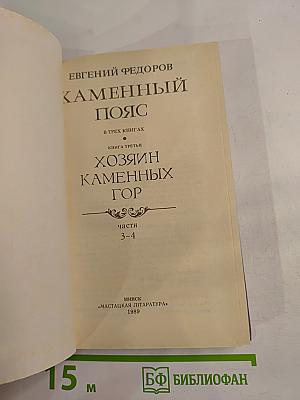 ЕВГЕНИЙ ФЕДОРОВ
КАМЕННЫЙ
ПОЯС
В ТРЕХ КНИГАХ
КНИГА ТРЕТЬЯ
ХОЗЯИН
КАМЕННЫХ
ГОР
ЧАСТИ
3—4
МИНСК
«МАСТАЦКАЯ ЛІТАРАТУРА»
1989
15 м
БФ БИБЛИОФАН